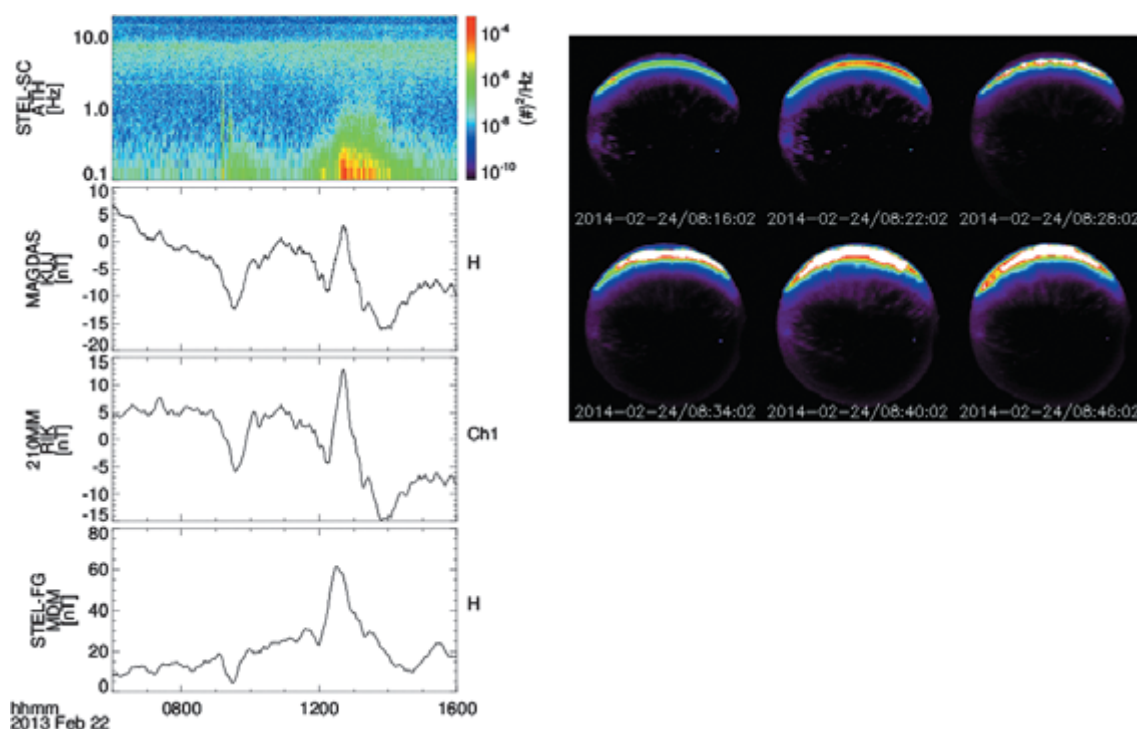 STEL-SC
ATH
[Hz]
10.0
1.0
0.1
10-4
10-6
10-8
10-10
(#)2/Hz
MAGDAS
KUJ
[nT]
10
5
0
-5
-10
-15
-20
H
210MM
RIK
[nT]
15
10
5
0
-5
-10
-15
Ch1
STEL-FG
MDM
[nT]
80
60
40
20
0
H
hhmm 0800 1200 1600
2013 Feb 22
2014-02-24/08:16:02 2014-02-24/08:22:02 2014-02-24/08:28:02
2014-02-24/08:34:02 2014-02-24/08:40:02 2014-02-24/08:46:02